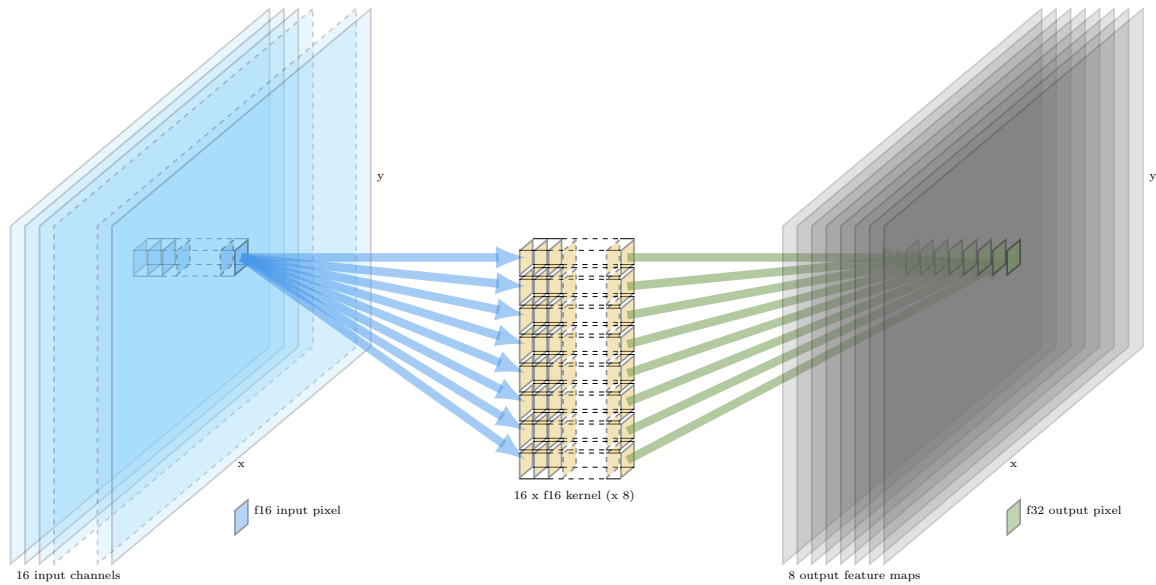 y
y
x
x
16 x f16 kernel (x 8)
f16 input pixel
f32 output pixel
16 input channels
8 output feature maps